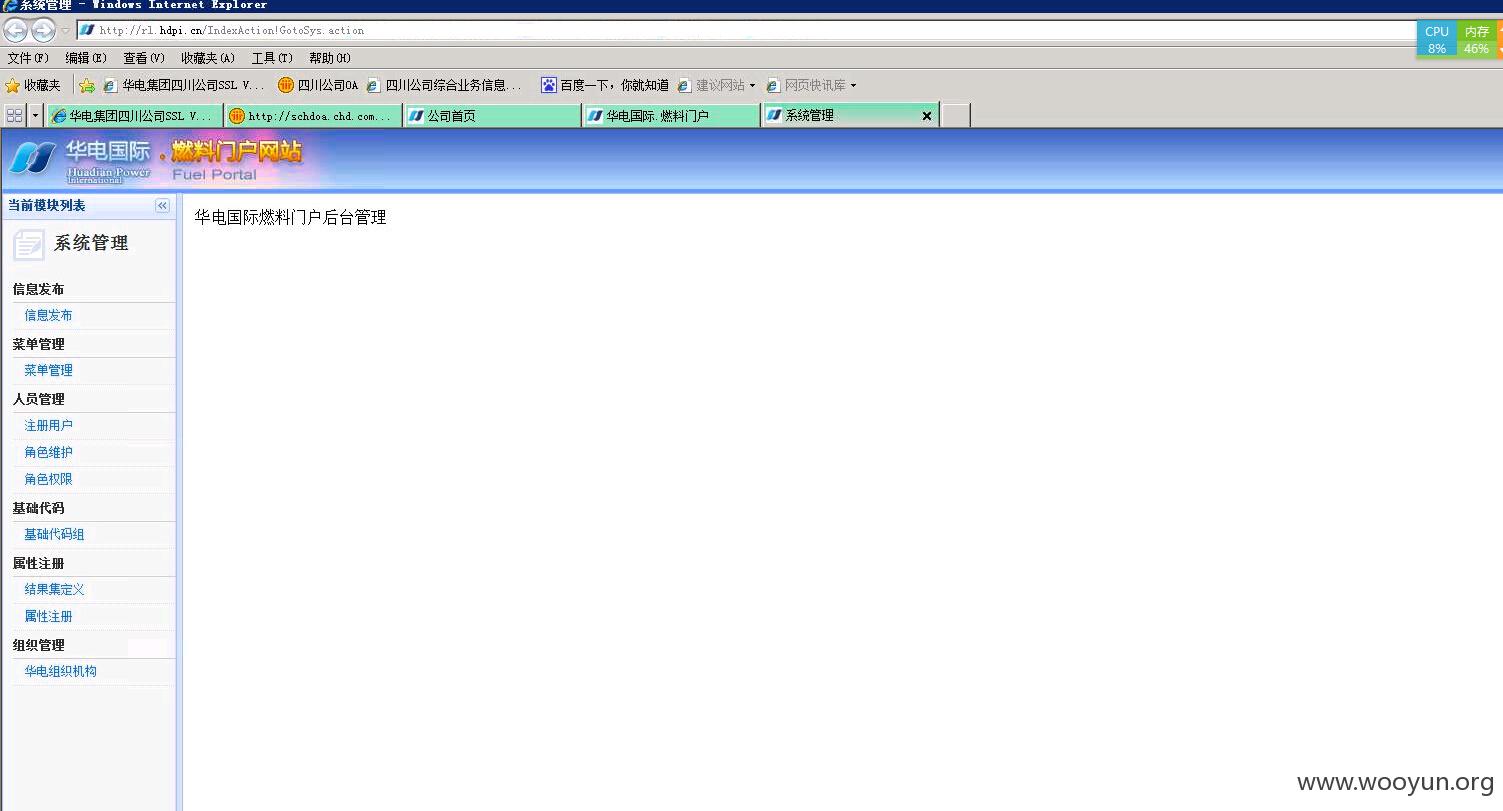 系统管理 - Windows Internet Explorer
http://rl.hdpi.cn/IndexAction!GotoSys.action
CPU 内存
8% 46%
文件(F) 编辑(E) 查看(V) 收藏夹(A) 工具(T) 帮助(H)
收藏夹 华电集团四川公司SSL V... 四川公司OA 四川公司综合业务信息... 百度一下，你就知道 建议网站 网页快讯库
华电集团四川公司SSL V... http://schdoa.chd.com... 公司首页 华电国际.燃料门户 系统管理
华电国际 . 燃料门户网站
Huadian Power Fuel Portal
International
当前模块列表
华电国际燃料门户后台管理
系统管理
信息发布
信息发布
菜单管理
菜单管理
人员管理
注册用户
角色维护
角色权限
基础代码
基础代码组
属性注册
结果集定义
属性注册
组织管理
华电组织机构
www.wooyun.org